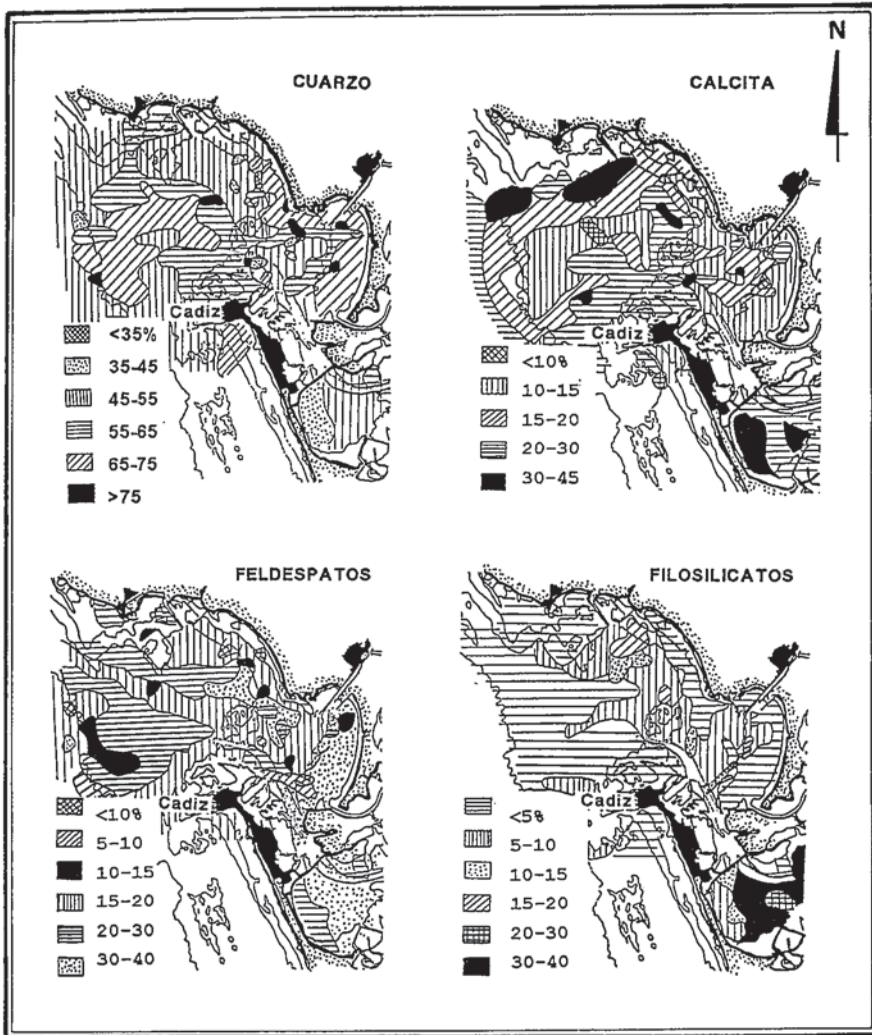 N
CUARZO
Cadiz
<35%
35-45
45-55
55-65
65-75
>75
CALCITA
Cadiz
<10%
10-15
15-20
20-30
30-45
FELDESPATOS
Cadiz
<10%
5-10
10-15
15-20
20-30
30-40
FILOSILICATOS
Cadiz
<5%
5-10
10-15
15-20
20-30
30-40